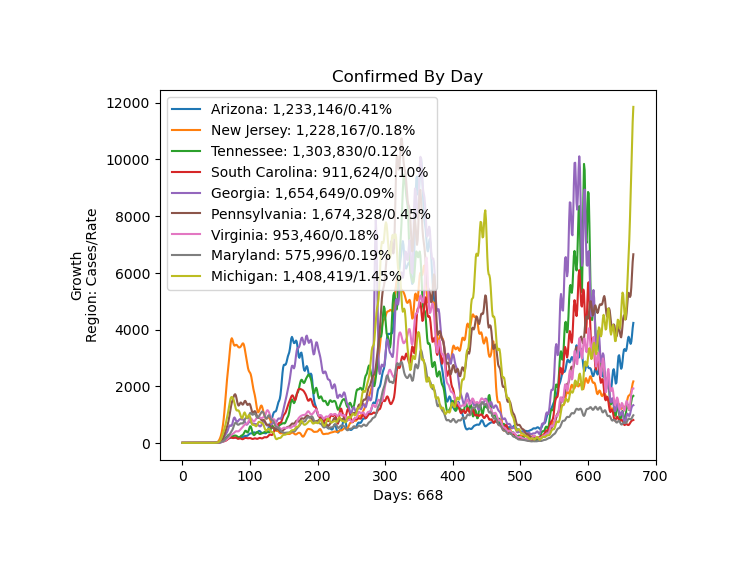 Confirmed By Day
12000
10000
8000
6000
4000
2000
0
Growth
Region: Cases/Rate
Arizona: 1,233,146/0.41%
New Jersey: 1,228,167/0.18%
Tennessee: 1,303,830/0.12%
South Carolina: 911,624/0.10%
Georgia: 1,654,649/0.09%
Pennsylvania: 1,674,328/0.45%
Virginia: 953,460/0.18%
Maryland: 575,996/0.19%
Michigan: 1,408,419/1.45%
0 100 200 300 400 500 600 700
Days: 668